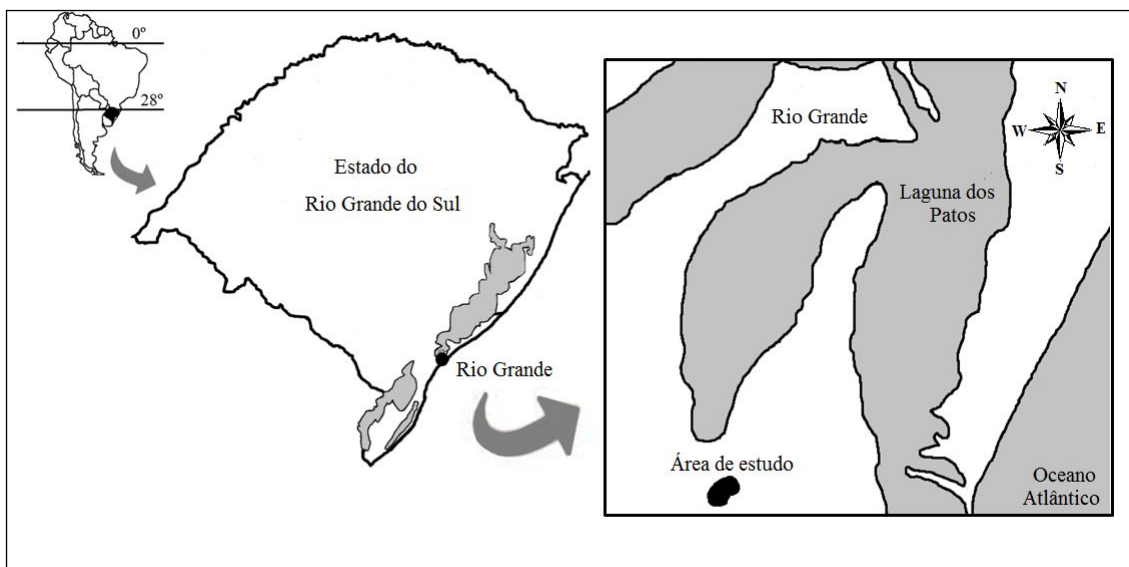 0º
28º
Estado do
Rio Grande do Sul
Rio Grande
Rio Grande
Laguna dos
Patos
N
W E
S
Área de estudo
Oceano
Atlântico